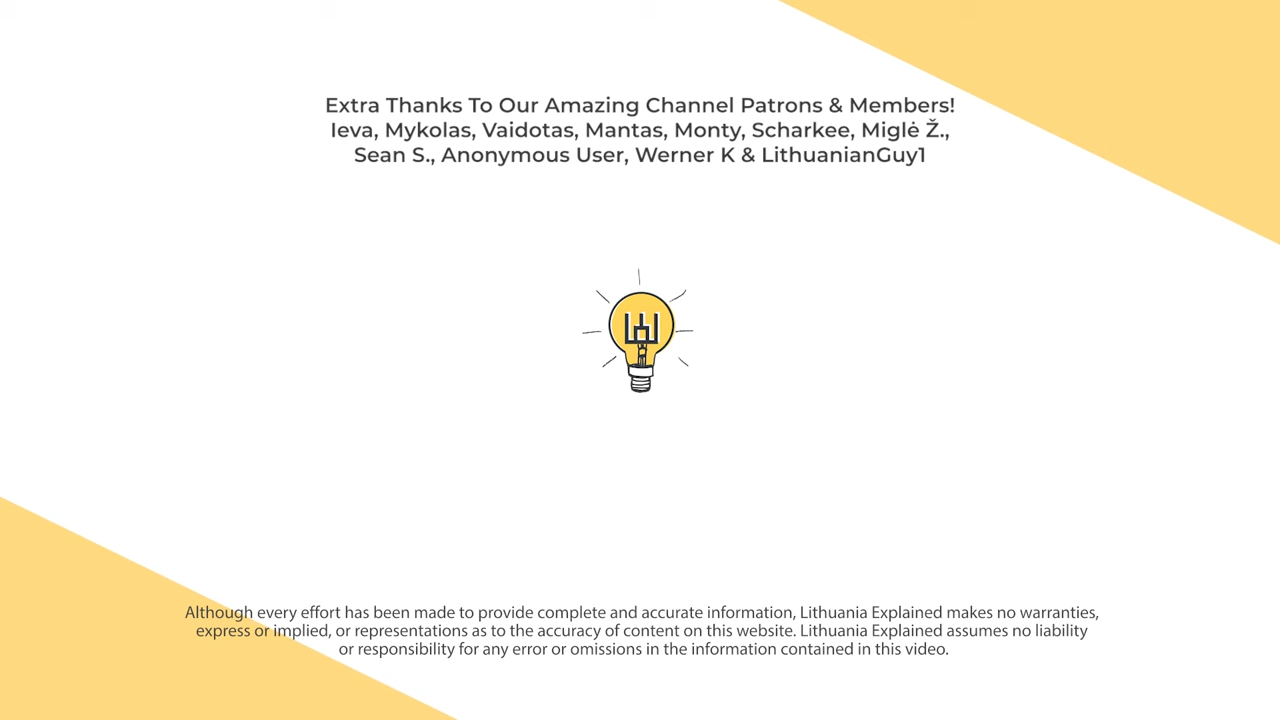 Extra Thanks To Our Amazing Channel Patrons & Members!
Ieva, Mykolas, Vaidotas, Mantas, Monty, Scharkee, Miglė Ž.,
Sean S., Anonymous User, Werner K & LithuanianGuy1
Although every effort has been made to provide complete and accurate information, Lithuania Explained makes no warranties,
express or implied, or representations as to the accuracy of content on this website. Lithuania Explained assumes no liability
or responsibility for any error or omissions in the information contained in this video.